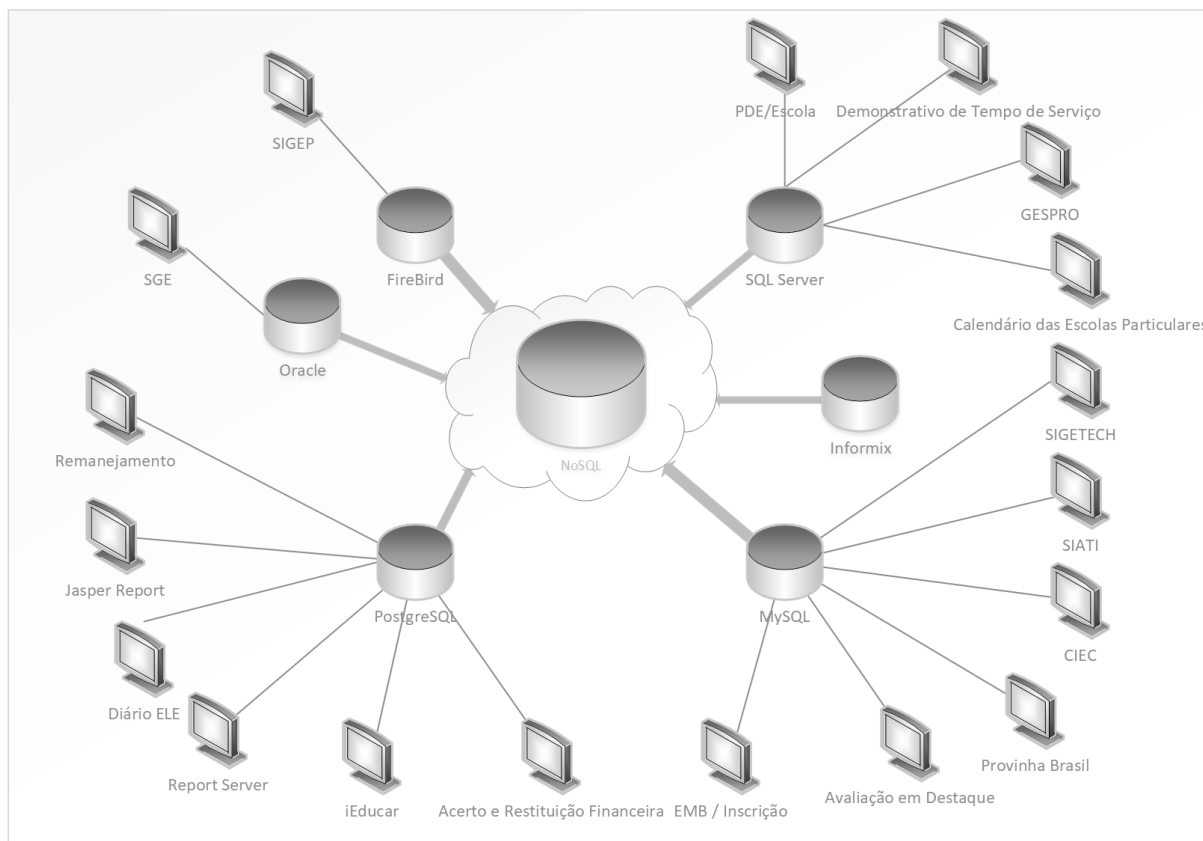 PDE/Escola
Demonstrativo de Tempo de Serviço
SIGEP
GESPRO
SGE
FireBird
SQL Server
Calendário das Escolas Particulares
Oracle
SIGETECH
Remanejamento
NoSQL
Informix
SIATI
Jasper Report
PostgreSQL
MySQL
CIEC
Diário ELE
Report Server
Provinha Brasil
iEducar
Acerto e Restituição Financeira
EMB / Inscrição
Avaliação em Destaque